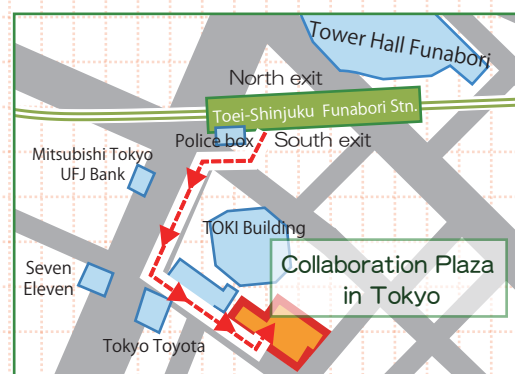 Tower Hall Funabori
North exit
Toei-Shinjuku Funabori Stn.
Police box
South exit
Mitsubishi Tokyo
UFJ Bank
TOKI Building
Collaboration Plaza
in Tokyo
Seven
Eleven
Tokyo Toyota